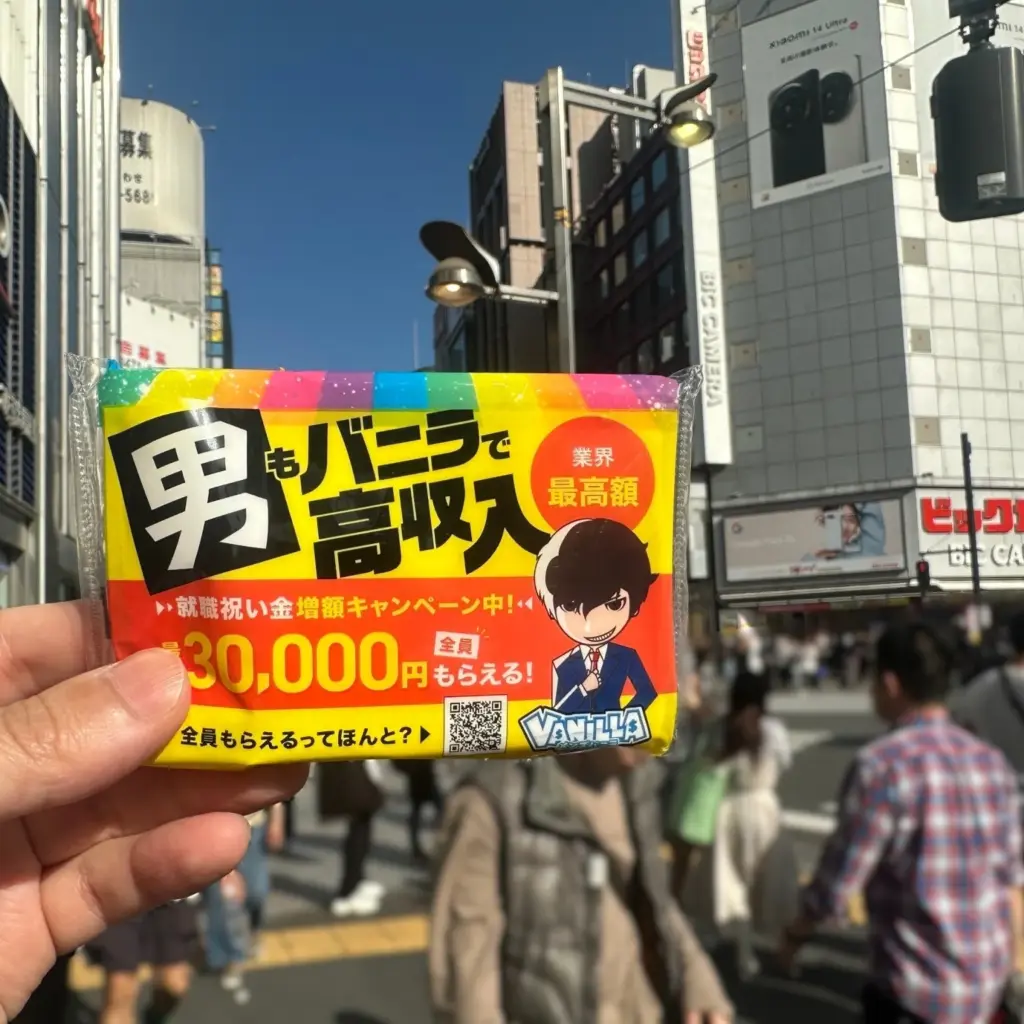 募集
XIAOMI 14 Ultra
BIC CAMERA
男もバニラで
高収入
業界
最高額
就職祝い金増額キャンペーン中!
30,000円
全員
もらえる!
全員もらえるってほんと?
VANILLA
募集
ビック
BIC CA